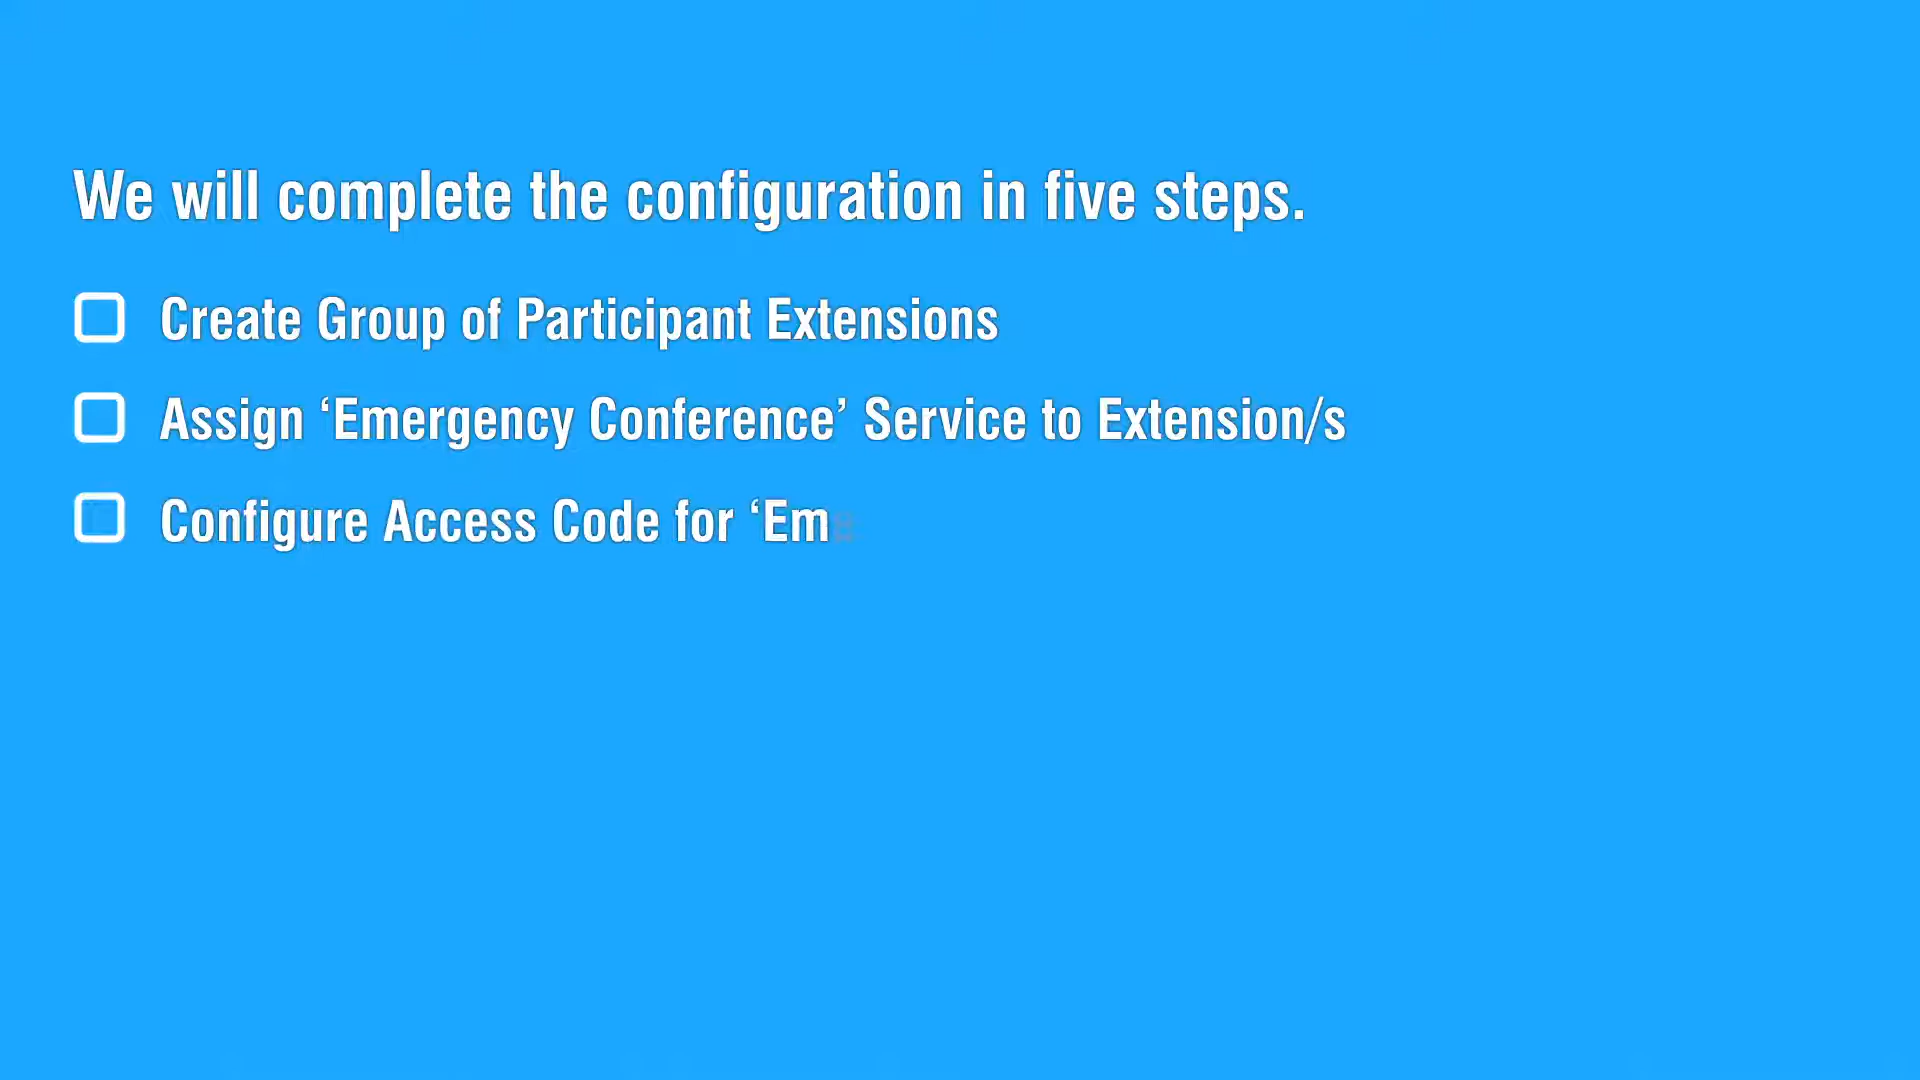 We will complete the configuration in five steps.
Create Group of Participant Extensions
Assign ‘Emergency Conference’ Service to Extension/s
Configure Access Code for ‘Em